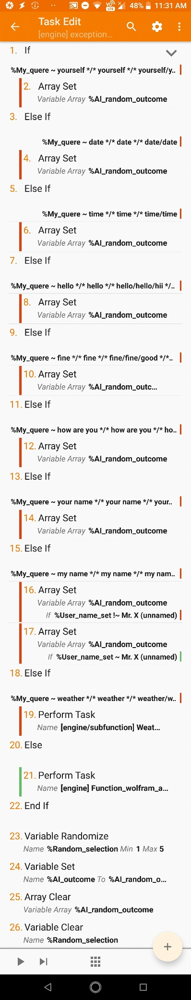 VO)
LTE
48%
11:31 AM
Task Edit
[engine] exception...
1. If
%My_quere ~ yourself */* yourself */* yourself/y..
2. Array Set
Variable Array %AI_random_outcome
3. Else If
%My_quere ~ date */* date */* date/date
4. Array Set
Variable Array %AI_random_outcome
5. Else If
%My_quere ~ time */* time */* time/time
6. Array Set
Variable Array %AI_random_outcome
7. Else If
%My_quere ~ hello */* hello */* hello/hello/hii */..
8. Array Set
Variable Array %AI_random_outcome
9. Else If
%My_quere ~ fine */* fine */* fine/fine/good */*..
10. Array Set
Variable Array %AI_random_outc...
11. Else If
%My_quere ~ how are you */* how are you */* ho..
12. Array Set
Variable Array %AI_random_outcome
13. Else If
%My_quere ~ your name */* your name */* your..
14. Array Set
Variable Array %AI_random_outcome
15. Else If
%My_quere ~ my name */* my name */* my nam..
16. Array Set
Variable Array %AI_random_outcome
If %User_name_set !~ Mr. X (unnamed)
17. Array Set
Variable Array %AI_random_outcome
If %User_name_set ~ Mr. X (unnamed)
18. Else If
%My_quere ~ weather */* weather */* weather/w..
19. Perform Task
Name [engine/subfunction] Weat...
20. Else
21. Perform Task
Name [engine] Function_wolfram_a...
22. End If
23. Variable Randomize
Name %Random_selection Min 1 Max 5
24. Variable Set
Name %AI_outcome To %AI_random_o...
25. Array Clear
Variable Array %AI_random_outcome
26. Variable Clear
Name %Random_selection